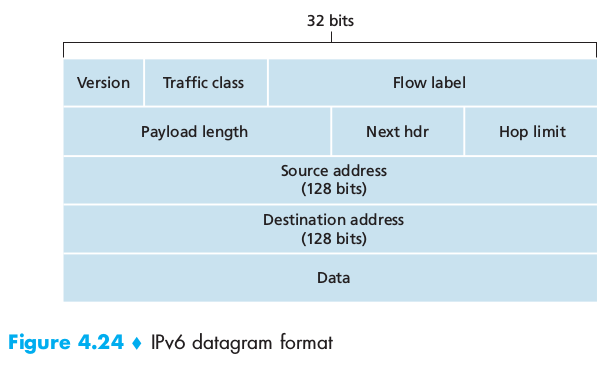 32 bits
Version Traffic class Flow label
Payload length Next hdr Hop limit
Source address
(128 bits)
Destination address
(128 bits)
Data
Figure 4.24 ♦ IPv6 datagram format